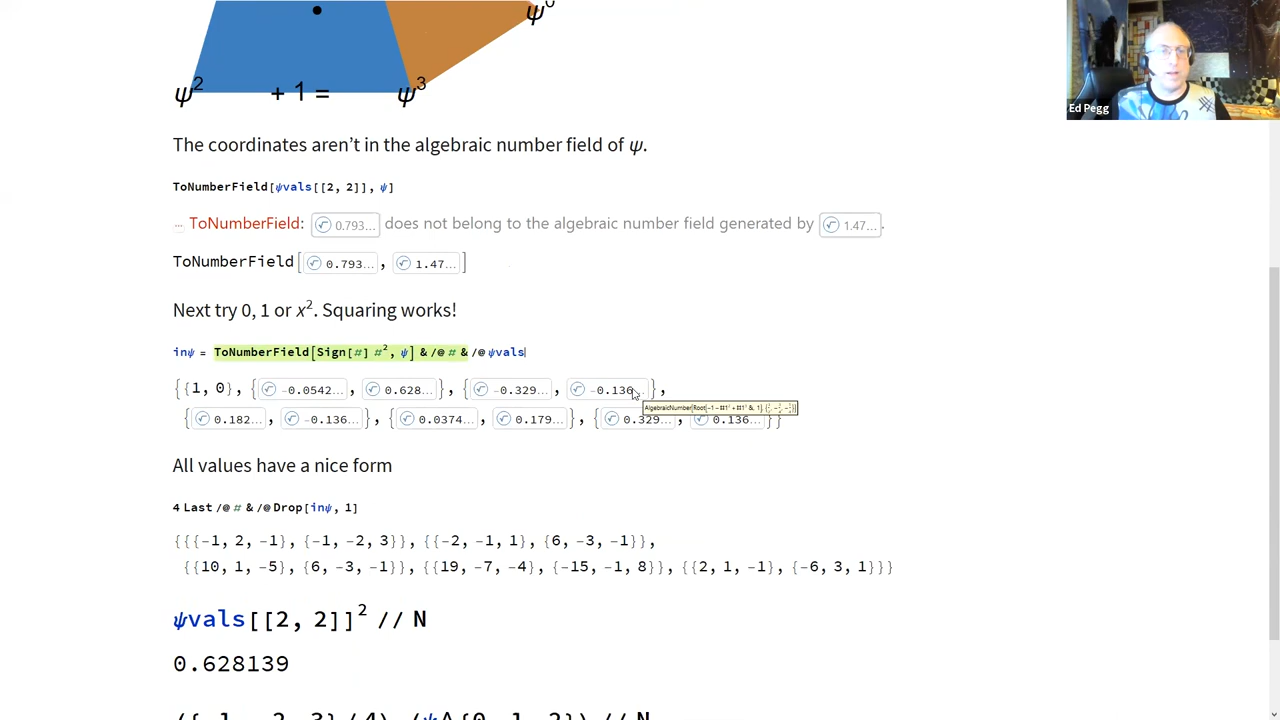 ψ⁰
Ed Pegg
ψ² + 1 = ψ³
The coordinates aren't in the algebraic number field of ψ.
ToNumberField[ψvals[[2, 2]], ψ]
... ToNumberField: 0.793... does not belong to the algebraic number field generated by 1.47... .
ToNumberField[0.793..., 1.47...]
Next try 0, 1 or x². Squaring works!
inψ = ToNumberField[Sign[#] #², ψ] & /@ # & /@ ψvals
{{1, 0}, {-0.0542..., 0.628...}, {-0.329..., -0.136...},
{0.182..., -0.136...}, {0.0374..., 0.179...}, {0.329..., 0.136...}}
All values have a nice form
4 Last /@ # & /@ Drop[inψ, 1]
{{{-1, 2, -1}, {-1, -2, 3}}, {{-2, -1, 1}, {6, -3, -1}},
{{10, 1, -5}, {6, -3, -1}}, {{19, -7, -4}, {-15, -1, 8}}, {{2, 1, -1}, {-6, 3, 1}}}
ψvals[[2, 2]]² // N
0.628139